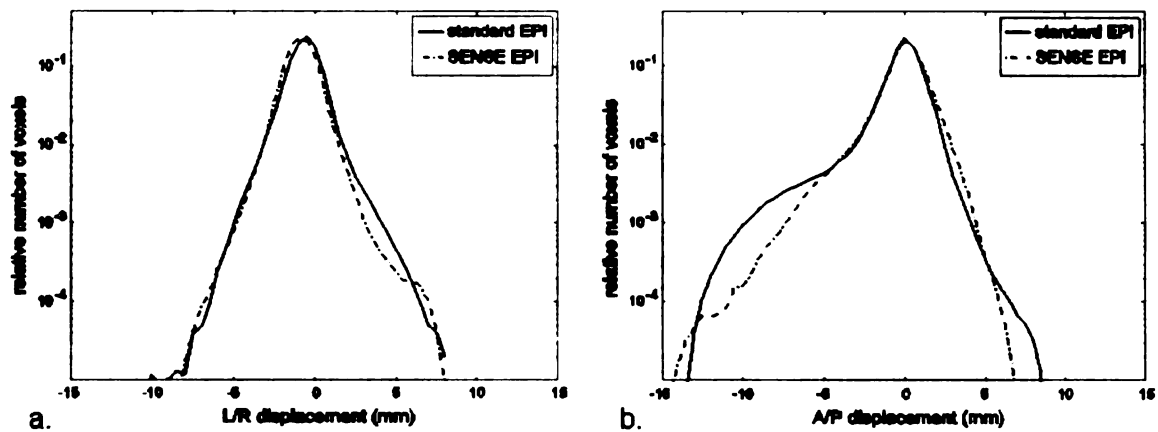 standard EPI
SENSE EPI
relative number of voxels
10⁻¹
10⁻²
10⁻³
10⁻⁴
-15 -10 -5 0 5 10 15
L/R displacement (mm)
a.
standard EPI
SENSE EPI
relative number of voxels
10⁻¹
10⁻²
10⁻³
10⁻⁴
-15 -10 -5 0 5 10 15
A/P displacement (mm)
b.